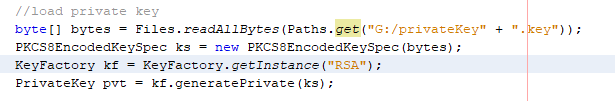 //load private key
byte[] bytes = Files.readAllBytes(Paths.get("G:/privateKey" + ".key"));
PKCS8EncodedKeySpec ks = new PKCS8EncodedKeySpec(bytes);
KeyFactory kf = KeyFactory.getInstance("RSA");
PrivateKey pvt = kf.generatePrivate(ks);